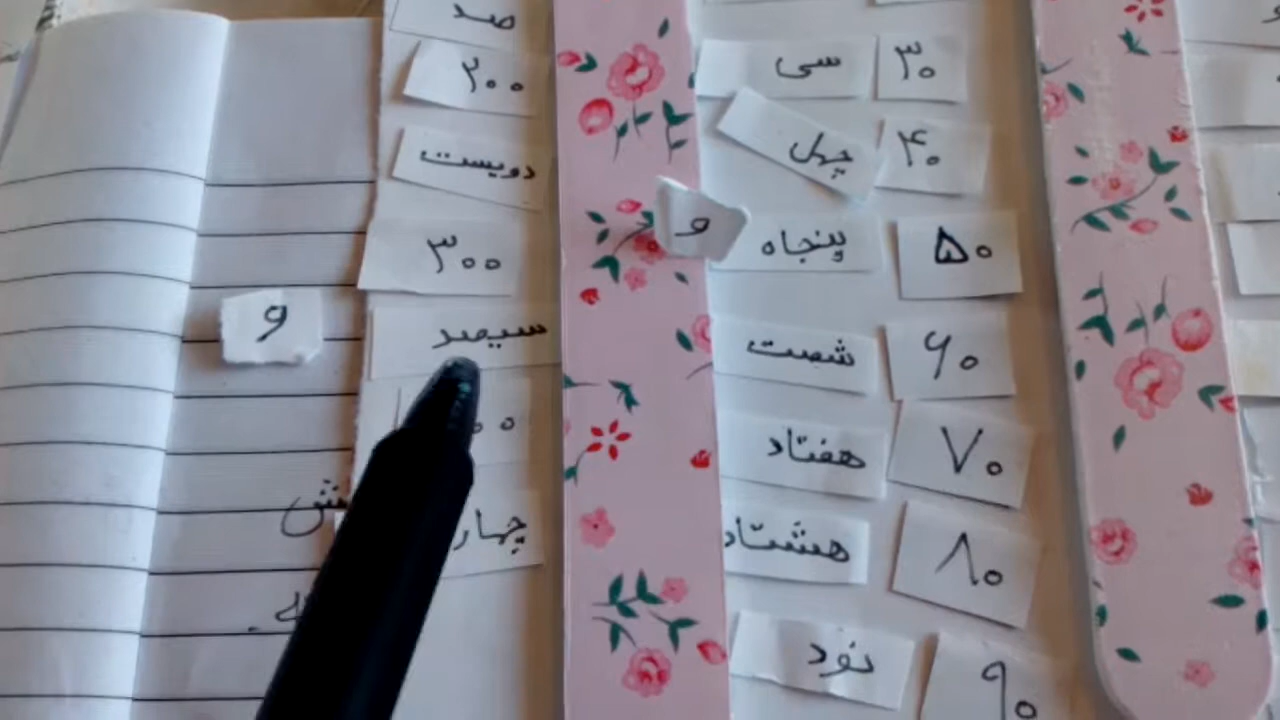 ۳۰ سی
۴۰ چهل
۵۰ پنجاه
۶۰ شصت
۷۰ هفتاد
۸۰ هشتاد
۹۰ نود
و
صد
۲۰۰
دویست
۳۰۰
سیصد
چهار
و